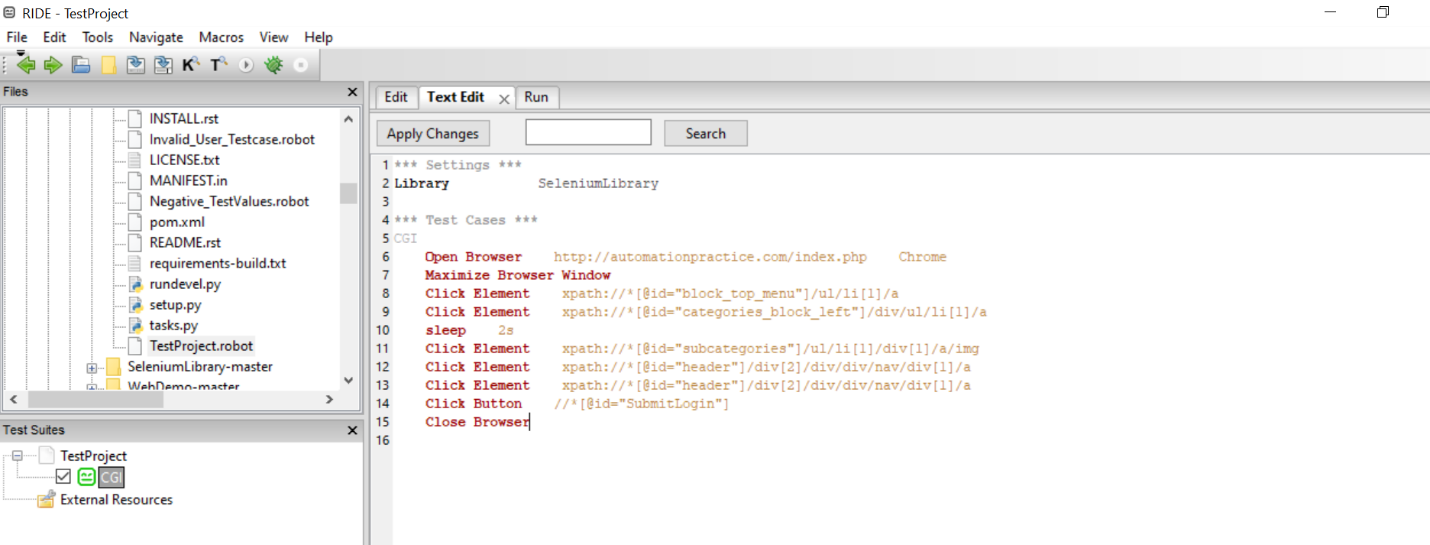 RIDE - TestProject
File Edit Tools Navigate Macros View Help
Files
INSTALL.rst
Invalid_User_Testcase.robot
LICENSE.txt
MANIFEST.in
Negative_TestValues.robot
pom.xml
README.rst
requirements-build.txt
rundevel.py
setup.py
tasks.py
TestProject.robot
SeleniumLibrary-master
WebDemo-master
Test Suites
TestProject
CGI
External Resources
Edit Text Edit Run
Apply Changes Search
1 *** Settings ***
2 Library SeleniumLibrary
3
4 *** Test Cases ***
5 CGI
6 Open Browser http://automationpractice.com/index.php Chrome
7 Maximize Browser Window
8 Click Element xpath://*[@id="block_top_menu"]/ul/li[1]/a
9 Click Element xpath://*[@id="categories_block_left"]/div/ul/li[1]/a
10 sleep 2s
11 Click Element xpath://*[@id="subcategories"]/ul/li[1]/div[1]/a/img
12 Click Element xpath://*[@id="header"]/div[2]/div/div/nav/div[1]/a
13 Click Element xpath://*[@id="header"]/div[2]/div/div/nav/div[1]/a
14 Click Button //*[@id="SubmitLogin"]
15 Close Browser
16